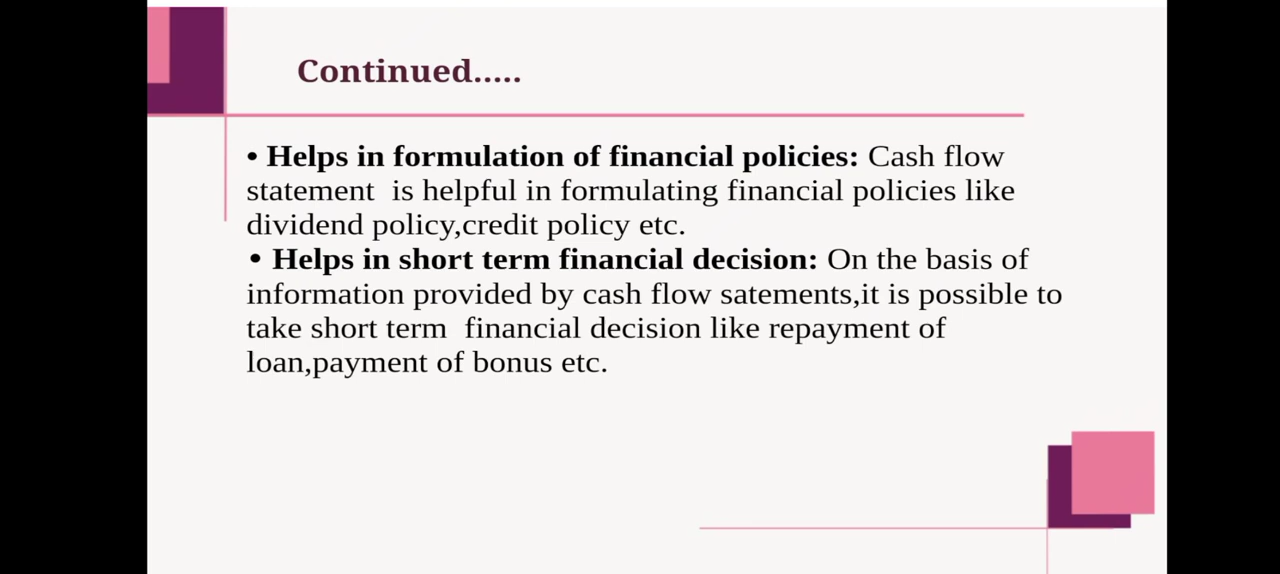 Continued.....
• Helps in formulation of financial policies: Cash flow
statement  is helpful in formulating financial policies like
dividend policy,credit policy etc.
• Helps in short term financial decision: On the basis of
information provided by cash flow satements,it is possible to
take short term  financial decision like repayment of
loan,payment of bonus etc.